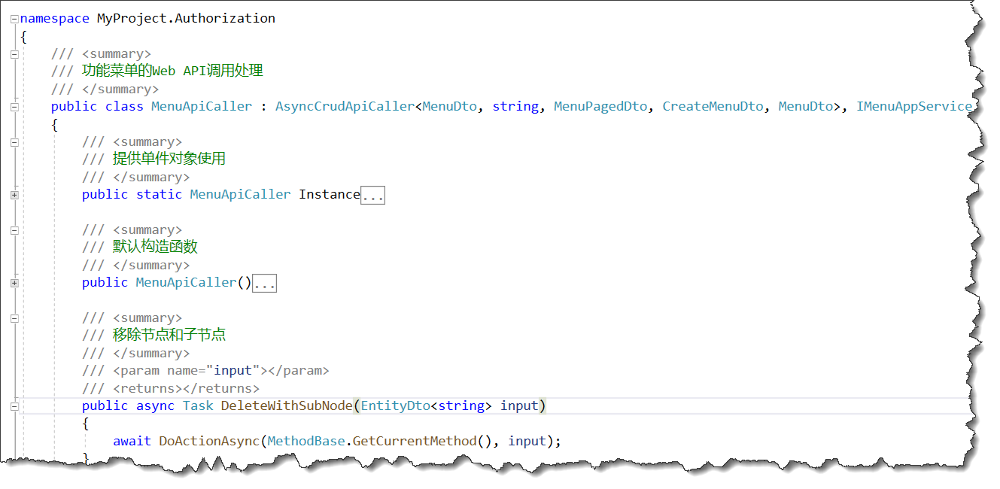 namespace MyProject.Authorization
{
/// <summary>
/// 功能菜单的Web API调用处理
/// </summary>
public class MenuApiCaller : AsyncCrudApiCaller<MenuDto, string, MenuPagedDto, CreateMenuDto, MenuDto>, IMenuAppService
{
/// <summary>
/// 提供单件对象使用
/// </summary>
public static MenuApiCaller Instance...
/// <summary>
/// 默认构造函数
/// </summary>
public MenuApiCaller()...
/// <summary>
/// 移除节点和子节点
/// </summary>
/// <param name="input"></param>
/// <returns></returns>
public async Task DeleteWithSubNode(EntityDto<string> input)
{
await DoActionAsync(MethodBase.GetCurrentMethod(), input);
}